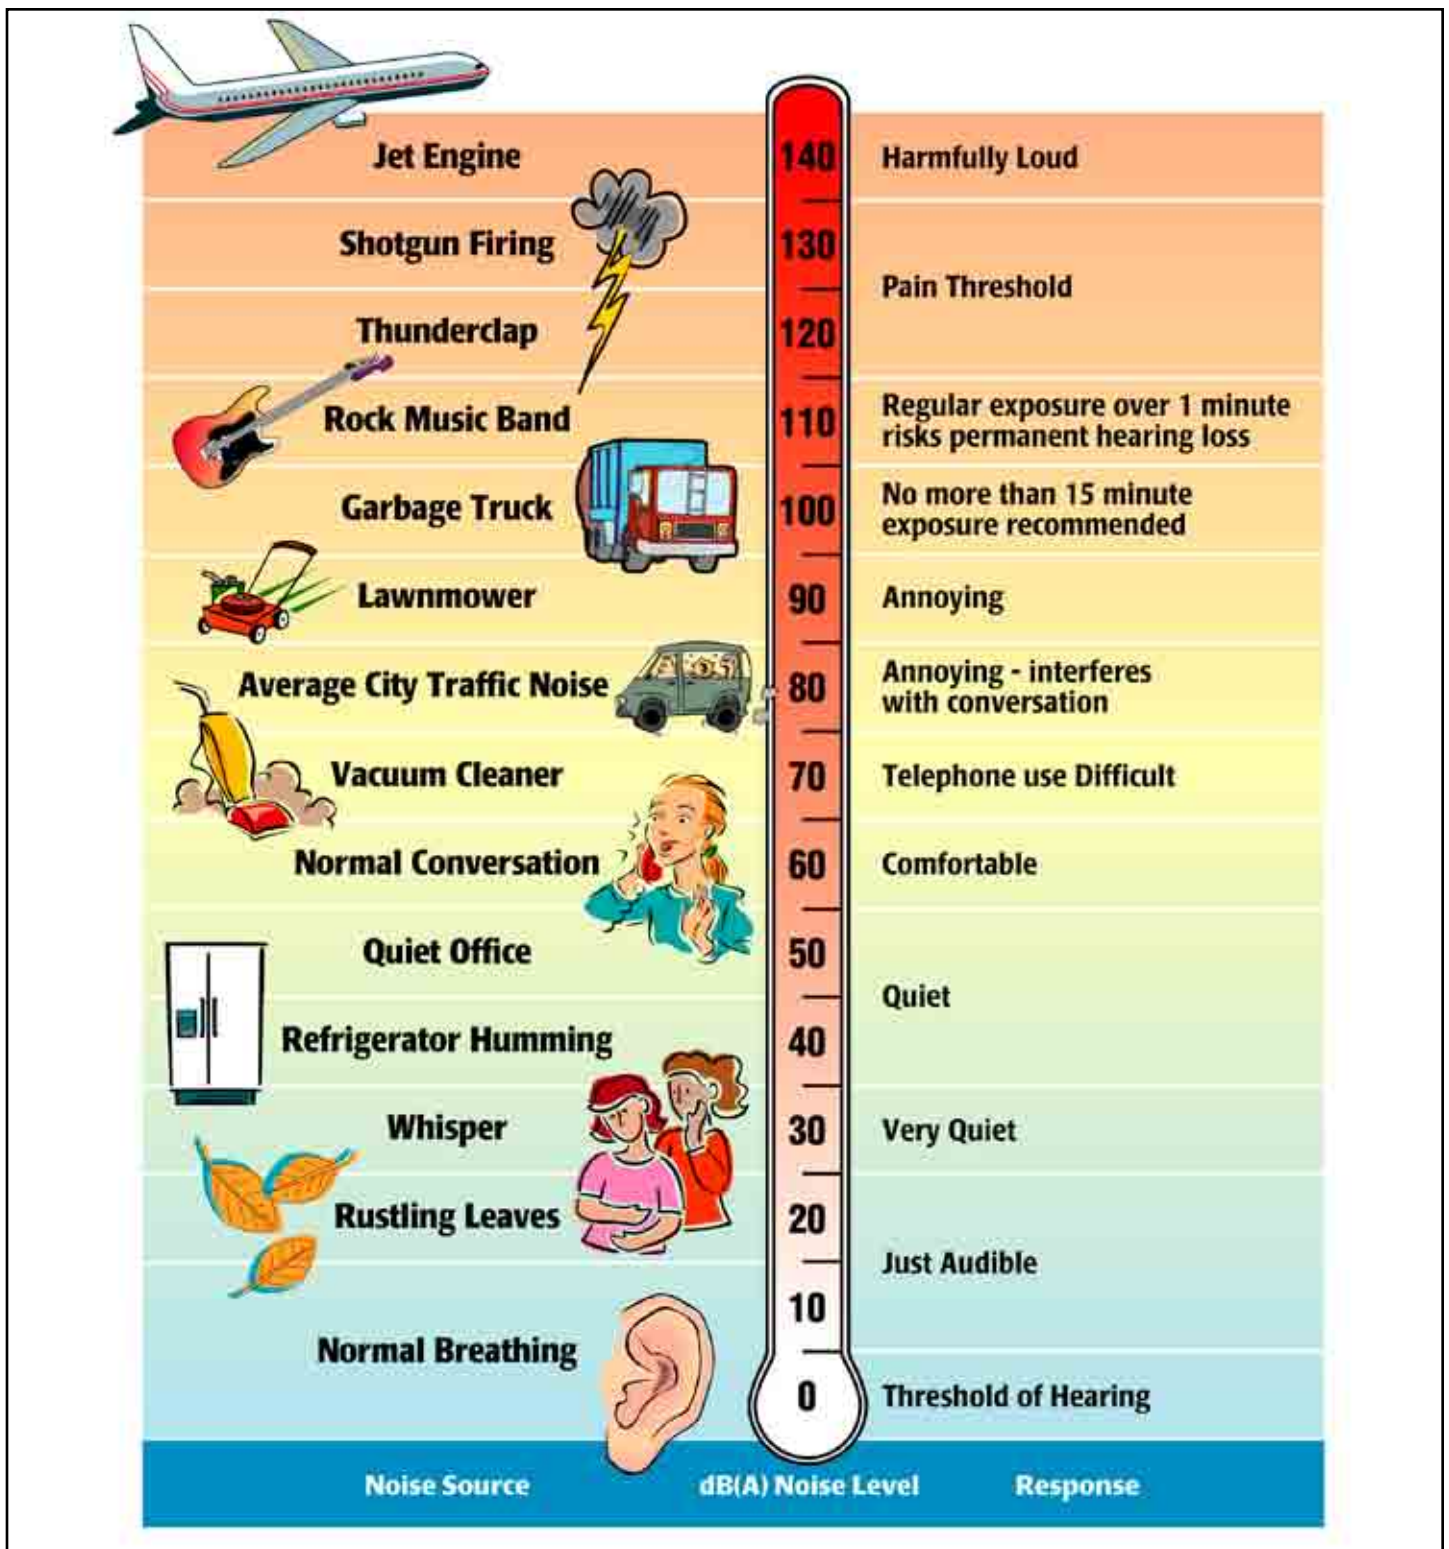 Jet Engine 140 Harmfully Loud
Shotgun Firing 130
Pain Threshold
Thunderclap 120
Rock Music Band 110 Regular exposure over 1 minute
risks permanent hearing loss
Garbage Truck 100 No more than 15 minute
exposure recommended
Lawnmower 90 Annoying
Average City Traffic Noise 80 Annoying - interferes
with conversation
Vacuum Cleaner 70 Telephone use Difficult
Normal Conversation 60 Comfortable
Quiet Office 50
Quiet
Refrigerator Humming 40
Whisper 30 Very Quiet
Rustling Leaves 20
Just Audible
10
Normal Breathing
0 Threshold of Hearing
Noise Source dB(A) Noise Level Response